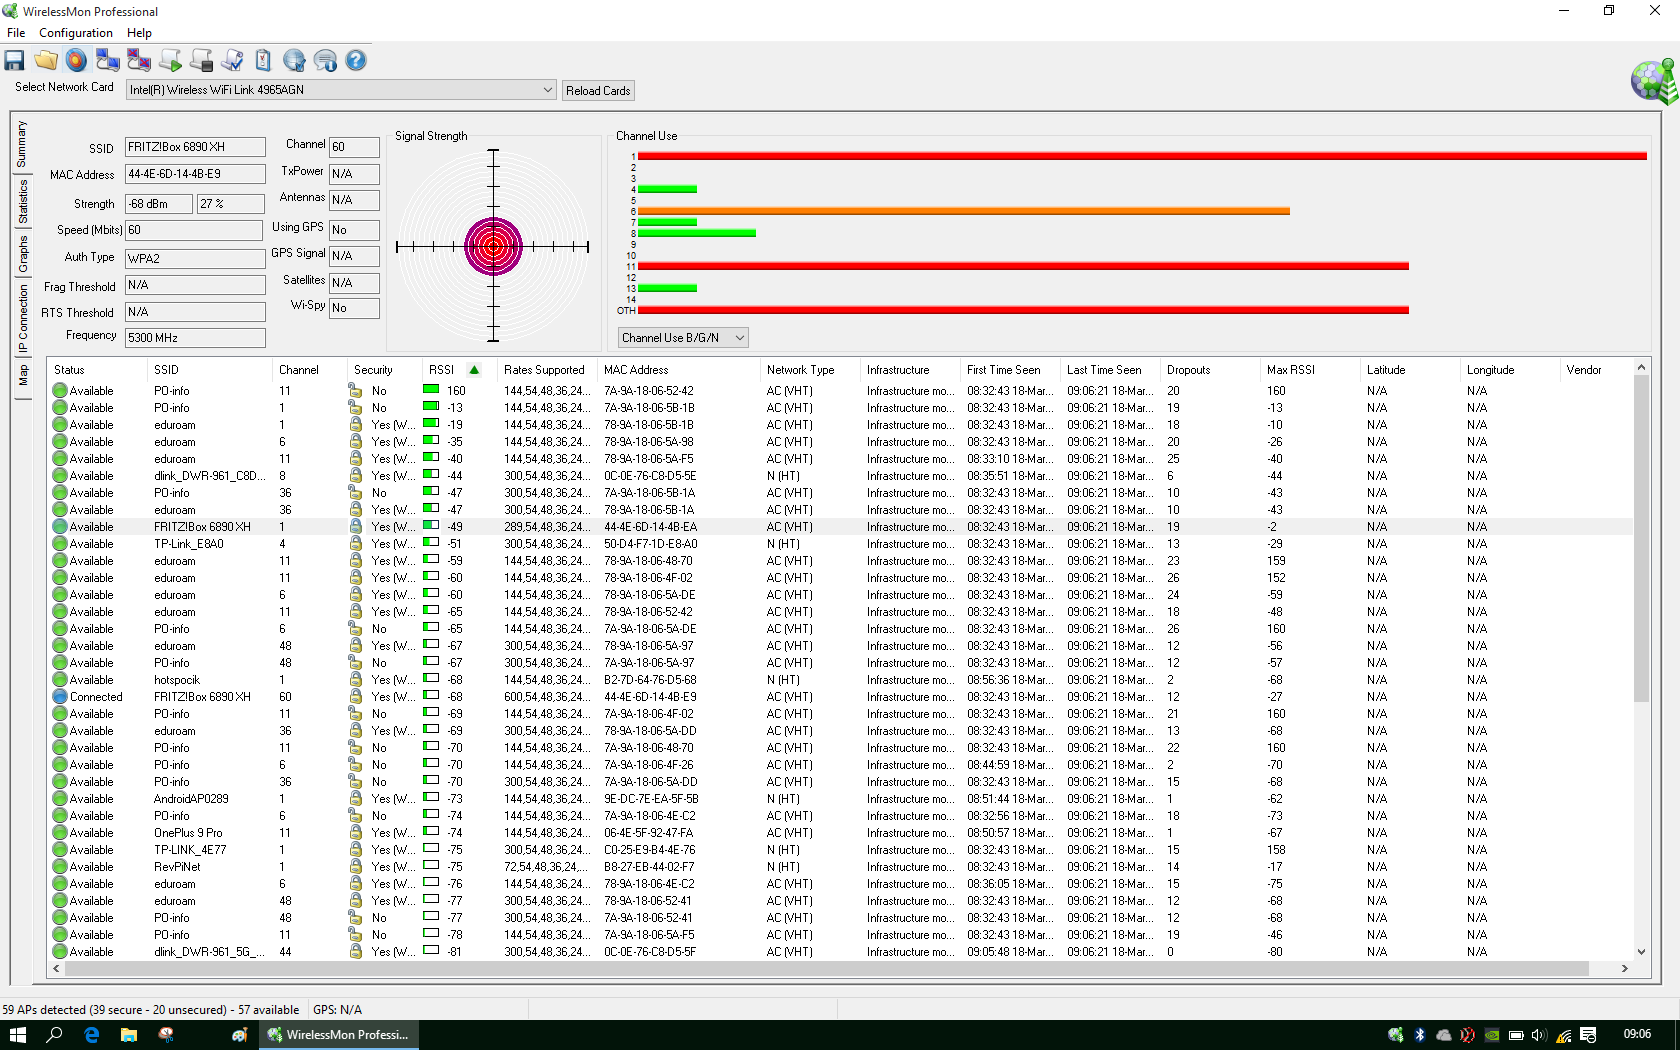 WirelessMon Professional
File Configuration Help
Select Network Card Intel(R) Wireless WiFi Link 4965AGN Reload Cards
Summary
Statistics
Graphs
IP Connection
Map
SSID FRITZ!Box 6890 XH
MAC Address 44-4E-6D-14-4B-E9
Strength -68 dBm 27 %
Speed (Mbits) 60
Auth Type WPA2
Frag Threshold N/A
RTS Threshold N/A
Frequency 5300 MHz
Channel 60
TxPower N/A
Antennas N/A
Using GPS No
GPS Signal N/A
Satellites N/A
Wi-Spy No
Signal Strength
Channel Use
1
2
3
4
5
6
7
8
9
10
11
12
13
14
OTH
Channel Use B/G/N
Status SSID Channel Security RSSI Rates Supported MAC Address Network Type Infrastructure First Time Seen Last Time Seen Dropouts Max RSSI Latitude Longitude Vendor
Available PO-info 11 No 160 144,54,48,36,24... 7A-9A-18-06-52-42 AC (VHT) Infrastructure mo... 08:32:43 18-Mar... 09:06:21 18-Mar... 20 160 N/A N/A
Available PO-info 1 No -13 144,54,48,36,24... 7A-9A-18-06-5B-1B AC (VHT) Infrastructure mo... 08:32:43 18-Mar... 09:06:21 18-Mar... 19 -13 N/A N/A
Available eduroam 1 Yes (W... -19 144,54,48,36,24... 78-9A-18-06-5B-1B AC (VHT) Infrastructure mo... 08:32:43 18-Mar... 09:06:21 18-Mar... 18 -10 N/A N/A
Available eduroam 6 Yes (W... -35 144,54,48,36,24... 78-9A-18-06-5A-98 AC (VHT) Infrastructure mo... 08:32:43 18-Mar... 09:06:21 18-Mar... 20 -26 N/A N/A
Available eduroam 11 Yes (W... -40 144,54,48,36,24... 78-9A-18-06-5A-F5 AC (VHT) Infrastructure mo... 08:33:10 18-Mar... 09:06:21 18-Mar... 25 -40 N/A N/A
Available dlink_DWR-961_C8D... 8 Yes (W... -44 300,54,48,36,24... 0C-0E-76-C8-D5-5E N (HT) Infrastructure mo... 08:35:51 18-Mar... 09:06:21 18-Mar... 6 -44 N/A N/A
Available PO-info 36 No -47 300,54,48,36,24... 7A-9A-18-06-5B-1A AC (VHT) Infrastructure mo... 08:32:43 18-Mar... 09:06:21 18-Mar... 10 -43 N/A N/A
Available eduroam 36 Yes (W... -47 300,54,48,36,24... 78-9A-18-06-5B-1A AC (VHT) Infrastructure mo... 08:32:43 18-Mar... 09:06:21 18-Mar... 10 -43 N/A N/A
Available FRITZ!Box 6890 XH 1 Yes (W... -49 289,54,48,36,24... 44-4E-6D-14-4B-EA AC (VHT) Infrastructure mo... 08:32:43 18-Mar... 09:06:21 18-Mar... 19 -2 N/A N/A
Available TP-Link_E8A0 4 Yes (W... -51 300,54,48,36,24... 50-D4-F7-1D-E8-A0 N (HT) Infrastructure mo... 08:32:43 18-Mar... 09:06:21 18-Mar... 13 -29 N/A N/A
Available eduroam 11 Yes (W... -59 300,54,48,36,24... 78-9A-18-06-48-70 AC (VHT) Infrastructure mo... 08:32:43 18-Mar... 09:06:21 18-Mar... 23 159 N/A N/A
Available eduroam 11 Yes (W... -60 144,54,48,36,24... 78-9A-18-06-4F-02 AC (VHT) Infrastructure mo... 08:32:43 18-Mar... 09:06:21 18-Mar... 26 152 N/A N/A
Available eduroam 6 Yes (W... -60 144,54,48,36,24... 78-9A-18-06-5A-DE AC (VHT) Infrastructure mo... 08:32:43 18-Mar... 09:06:21 18-Mar... 24 -59 N/A N/A
Available eduroam 11 Yes (W... -65 144,54,48,36,24... 78-9A-18-06-52-42 AC (VHT) Infrastructure mo... 08:32:43 18-Mar... 09:06:21 18-Mar... 18 -48 N/A N/A
Available PO-info 6 No -65 144,54,48,36,24... 7A-9A-18-06-5A-DE AC (VHT) Infrastructure mo... 08:32:43 18-Mar... 09:06:21 18-Mar... 26 160 N/A N/A
Available eduroam 48 Yes (W... -67 300,54,48,36,24... 78-9A-18-06-5A-97 AC (VHT) Infrastructure mo... 08:32:43 18-Mar... 09:06:21 18-Mar... 12 -56 N/A N/A
Available PO-info 48 No -67 300,54,48,36,24... 7A-9A-18-06-5A-97 AC (VHT) Infrastructure mo... 08:32:43 18-Mar... 09:06:21 18-Mar... 12 -57 N/A N/A
Available hotspocik 1 Yes (W... -68 144,54,48,36,24... B2-7D-64-76-D5-68 N (HT) Infrastructure mo... 08:56:36 18-Mar... 09:06:21 18-Mar... 2 -68 N/A N/A
Connected FRITZ!Box 6890 XH 60 Yes (W... -68 600,54,48,36,24... 44-4E-6D-14-4B-E9 AC (VHT) Infrastructure mo... 08:32:43 18-Mar... 09:06:21 18-Mar... 12 -27 N/A N/A
Available PO-info 11 No -69 144,54,48,36,24... 7A-9A-18-06-4F-02 AC (VHT) Infrastructure mo... 08:32:43 18-Mar... 09:06:21 18-Mar... 21 160 N/A N/A
Available eduroam 36 Yes (W... -69 300,54,48,36,24... 78-9A-18-06-5A-DD AC (VHT) Infrastructure mo... 08:32:43 18-Mar... 09:06:21 18-Mar... 13 -68 N/A N/A
Available PO-info 11 No -70 144,54,48,36,24... 7A-9A-18-06-48-70 AC (VHT) Infrastructure mo... 08:32:43 18-Mar... 09:06:21 18-Mar... 22 160 N/A N/A
Available PO-info 6 No -70 144,54,48,36,24... 7A-9A-18-06-4F-26 AC (VHT) Infrastructure mo... 08:44:59 18-Mar... 09:06:21 18-Mar... 2 -70 N/A N/A
Available PO-info 36 No -70 300,54,48,36,24... 7A-9A-18-06-5A-DD AC (VHT) Infrastructure mo... 08:32:43 18-Mar... 09:06:21 18-Mar... 15 -68 N/A N/A
Available AndroidAP0289 1 Yes (W... -73 144,54,48,36,24... 9E-DC-7E-EA-5F-5B N (HT) Infrastructure mo... 08:51:44 18-Mar... 09:06:21 18-Mar... 1 -62 N/A N/A
Available PO-info 6 No -74 144,54,48,36,24... 7A-9A-18-06-4E-C2 AC (VHT) Infrastructure mo... 08:32:56 18-Mar... 09:06:21 18-Mar... 18 -73 N/A N/A
Available OnePlus 9 Pro 11 Yes (W... -74 144,54,48,36,24... 06-4E-5F-92-47-FA AC (VHT) Infrastructure mo... 08:50:57 18-Mar... 09:06:21 18-Mar... 1 -67 N/A N/A
Available TP-LINK_4E77 1 Yes (W... -75 300,54,48,36,24... C0-25-E9-B4-4E-76 N (HT) Infrastructure mo... 08:32:43 18-Mar... 09:06:21 18-Mar... 15 158 N/A N/A
Available RevPiNet 1 Yes (W... -75 72,54,48,36,24,... B8-27-EB-44-02-F7 N (HT) Infrastructure mo... 08:32:43 18-Mar... 09:06:21 18-Mar... 14 -17 N/A N/A
Available eduroam 6 Yes (W... -76 144,54,48,36,24... 78-9A-18-06-4E-C2 AC (VHT) Infrastructure mo... 08:36:05 18-Mar... 09:06:21 18-Mar... 15 -75 N/A N/A
Available eduroam 48 Yes (W... -77 300,54,48,36,24... 78-9A-18-06-52-41 AC (VHT) Infrastructure mo... 08:32:43 18-Mar... 09:06:21 18-Mar... 12 -68 N/A N/A
Available PO-info 48 No -77 300,54,48,36,24... 7A-9A-18-06-52-41 AC (VHT) Infrastructure mo... 08:32:43 18-Mar... 09:06:21 18-Mar... 12 -68 N/A N/A
Available PO-info 11 No -78 144,54,48,36,24... 7A-9A-18-06-5A-F5 AC (VHT) Infrastructure mo... 08:32:43 18-Mar... 09:06:21 18-Mar... 19 -46 N/A N/A
Available dlink_DWR-961_5G_... 44 Yes (W... -81 300,54,48,36,24... 0C-0E-76-C8-D5-5F AC (VHT) Infrastructure mo... 09:05:48 18-Mar... 09:06:21 18-Mar... 0 -80 N/A N/A
59 APs detected (39 secure - 20 unsecured) - 57 available GPS: N/A
WirelessMon Professi... 09:06